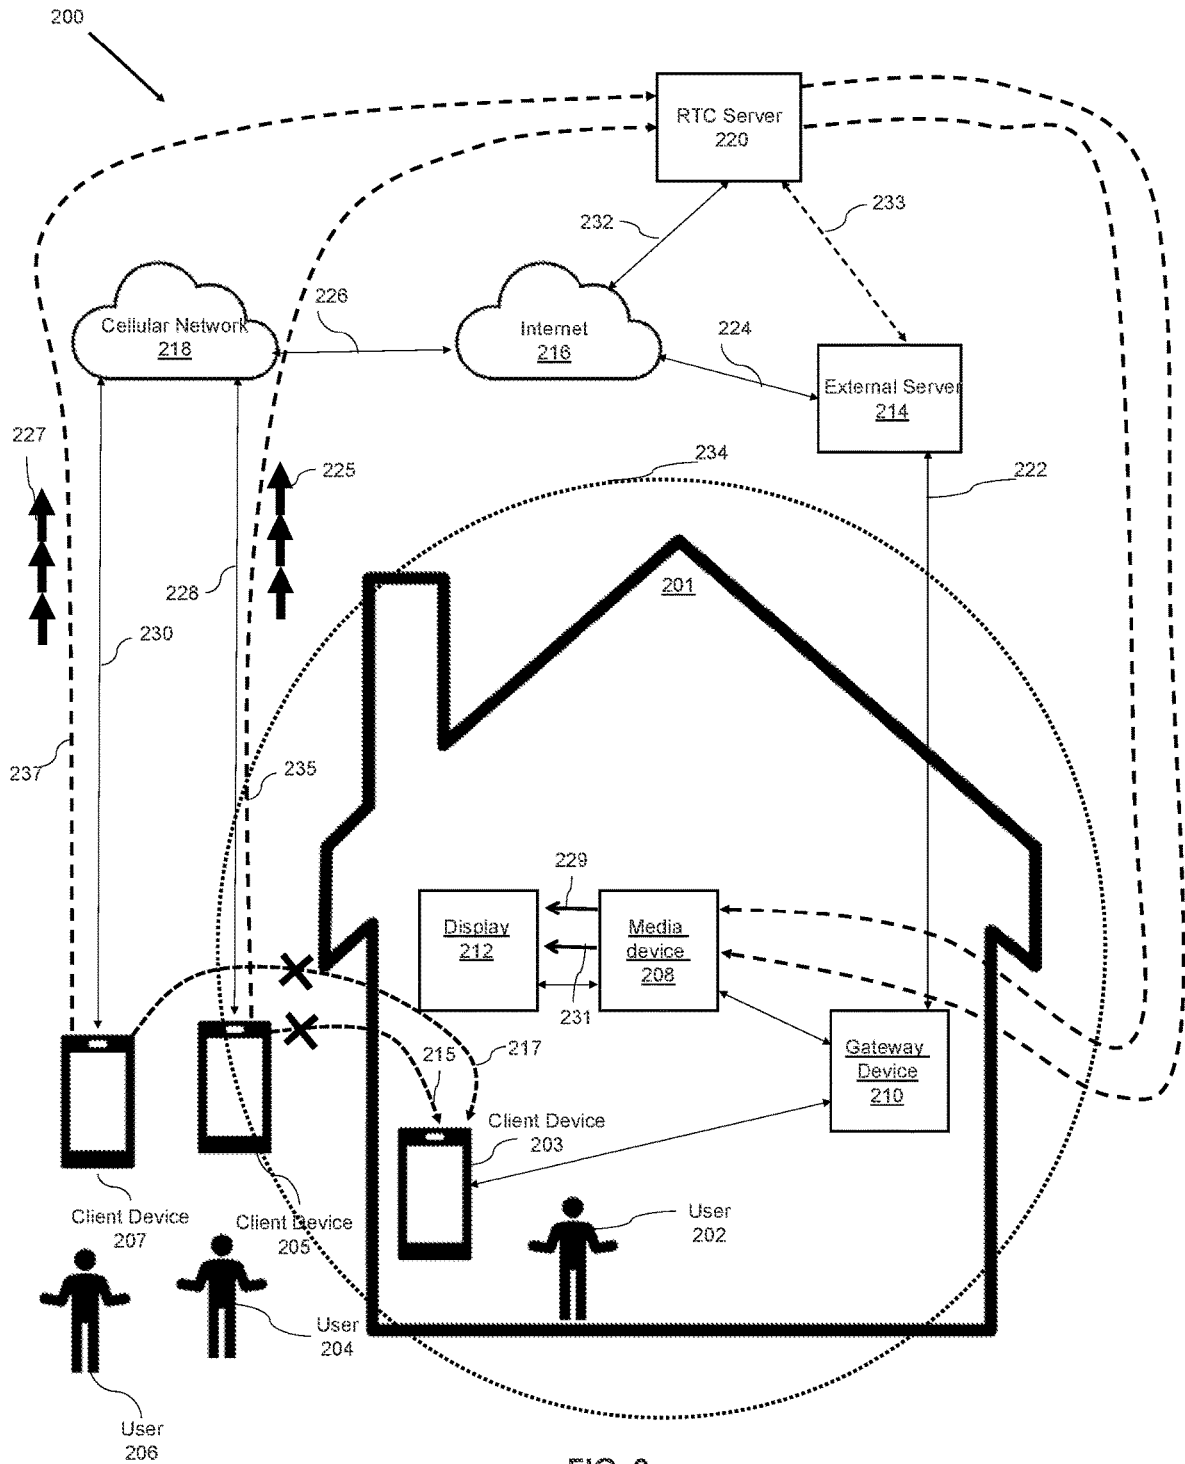 200
RTC Server
220
232
233
226
Cellular Network
218
Internet
216
224
External Server
214
227
225
234
222
228
201
230
237
235
229
Display
212
Media
device
208
231
215
217
Gateway
Device
210
Client Device
203
Client Device
207
Client Device
205
User
202
User
204
User
206